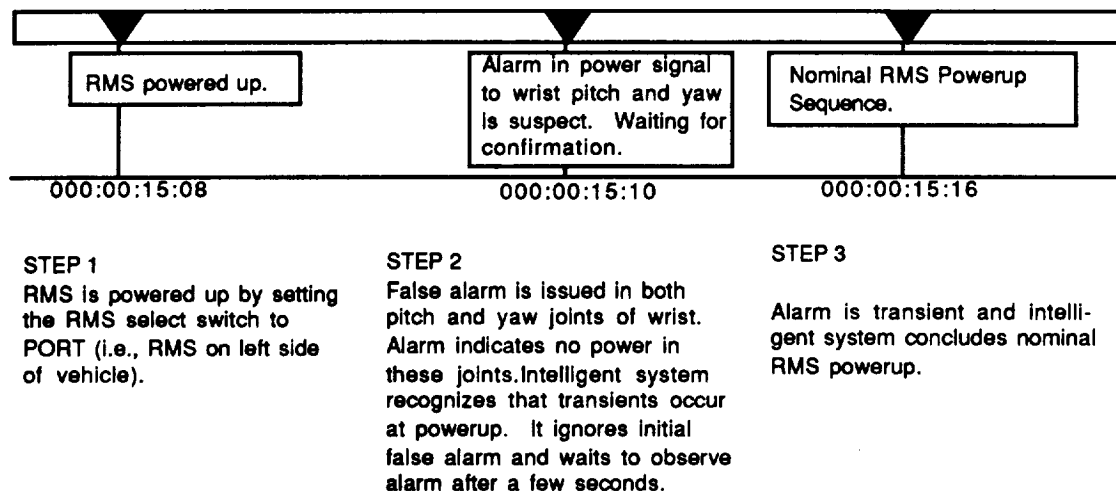 RMS powered up.
Alarm in power signal
to wrist pitch and yaw
is suspect. Waiting for
confirmation.
Nominal RMS Powerup
Sequence.
000:00:15:08
000:00:15:10
000:00:15:16
STEP 1
RMS is powered up by setting
the RMS select switch to
PORT (i.e., RMS on left side
of vehicle).
STEP 2
False alarm is issued in both
pitch and yaw joints of wrist.
Alarm indicates no power in
these joints.Intelligent system
recognizes that transients occur
at powerup. It ignores initial
false alarm and waits to observe
alarm after a few seconds.
STEP 3
Alarm is transient and intelli-
gent system concludes nominal
RMS powerup.